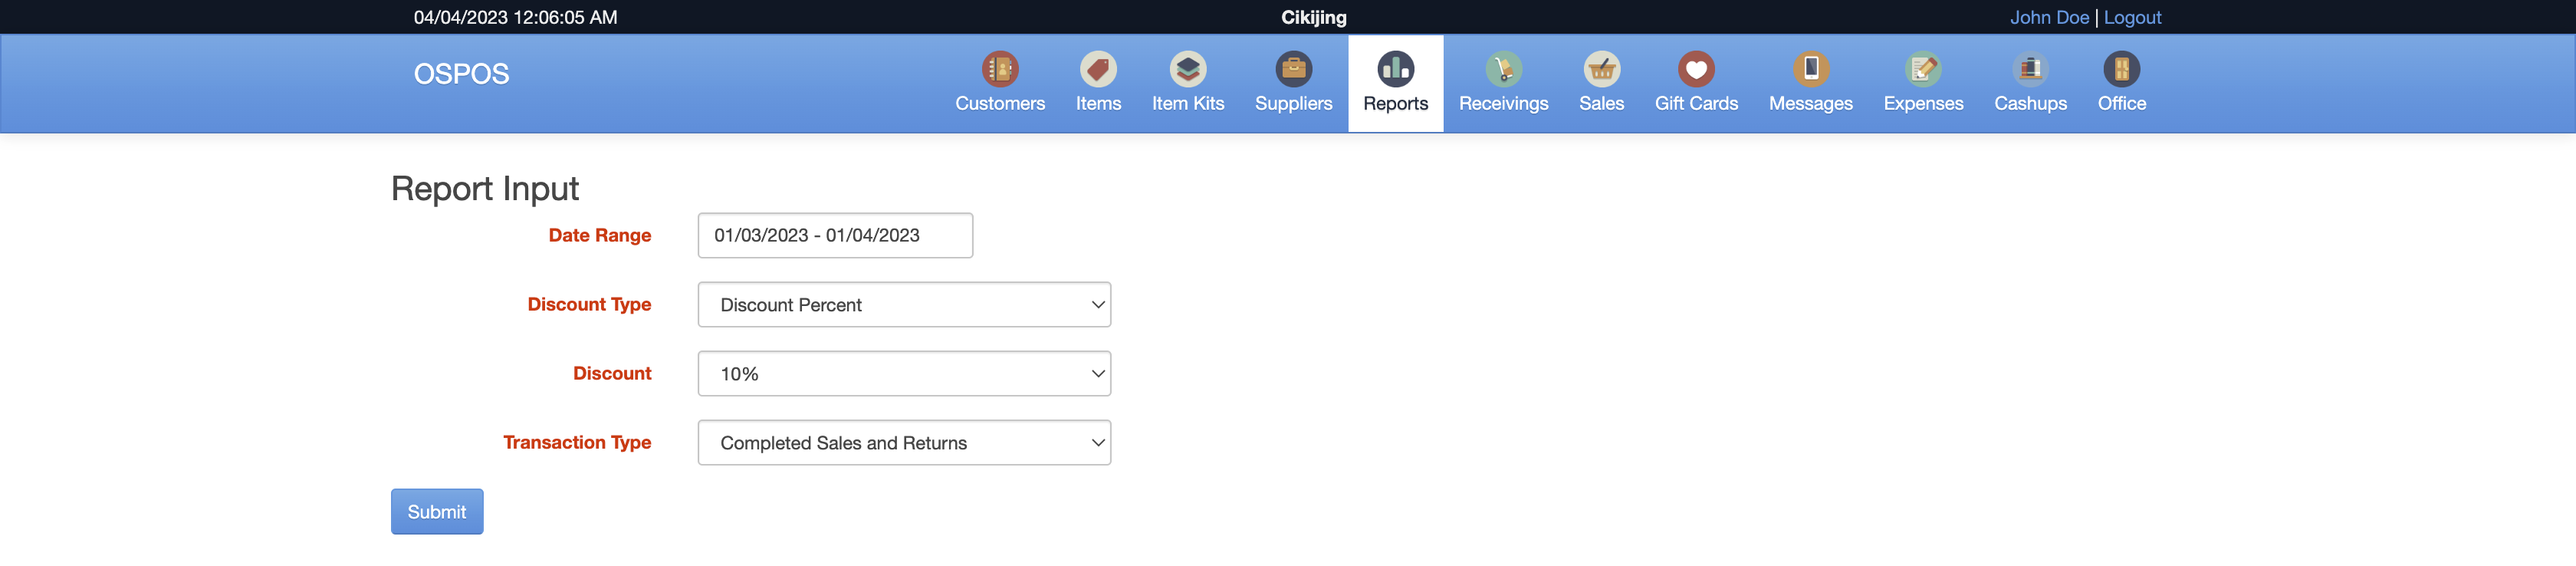 04/04/2023 12:06:05 AM
Cikijing
John Doe | Logout
OSPOS
Customers
Items
Item Kits
Suppliers
Reports
Receivings
Sales
Gift Cards
Messages
Expenses
Cashups
Office
Report Input
Date Range
01/03/2023 - 01/04/2023
Discount Type
Discount Percent
Discount
10%
Transaction Type
Completed Sales and Returns
Submit